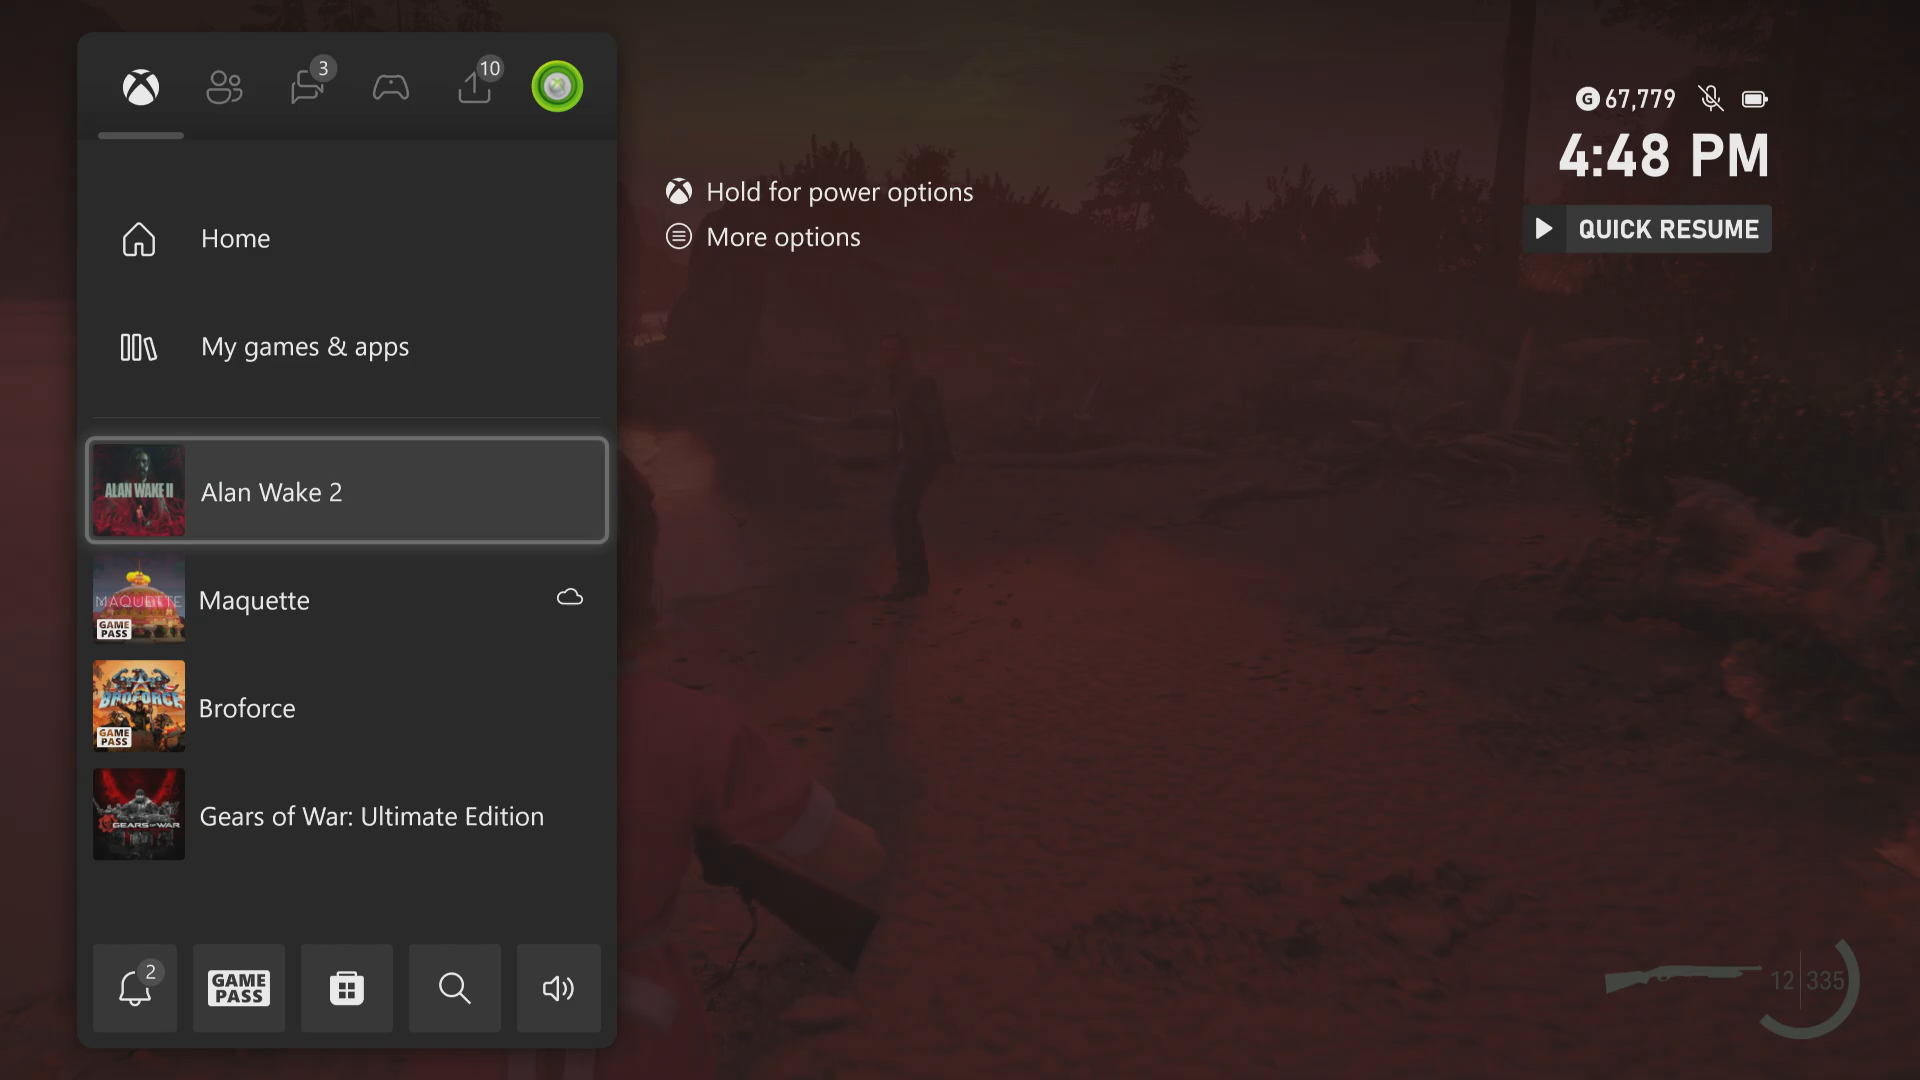 3
10
G 67,779
4:48 PM
Hold for power options
More options
QUICK RESUME
Home
My games & apps
ALAN WAKE II
Alan Wake 2
MAQUETTE
GAME
PASS
Maquette
BROFORCE
GAME
PASS
Broforce
GEARS OF WAR
Gears of War: Ultimate Edition
2
GAME
PASS
12 335